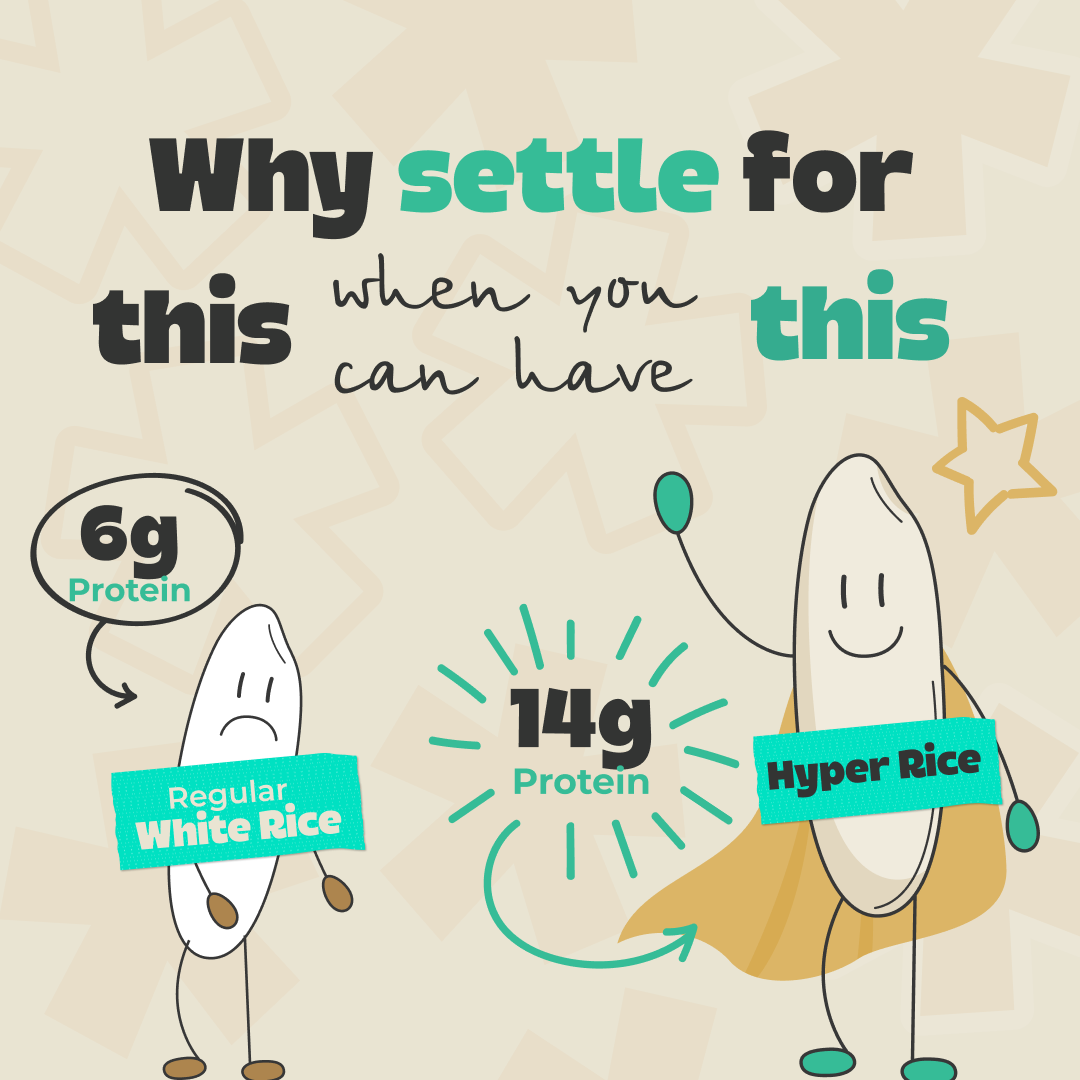 Why settle for
this when you can have this
6g
Protein
14g
Protein
Regular
White Rice
Hyper Rice